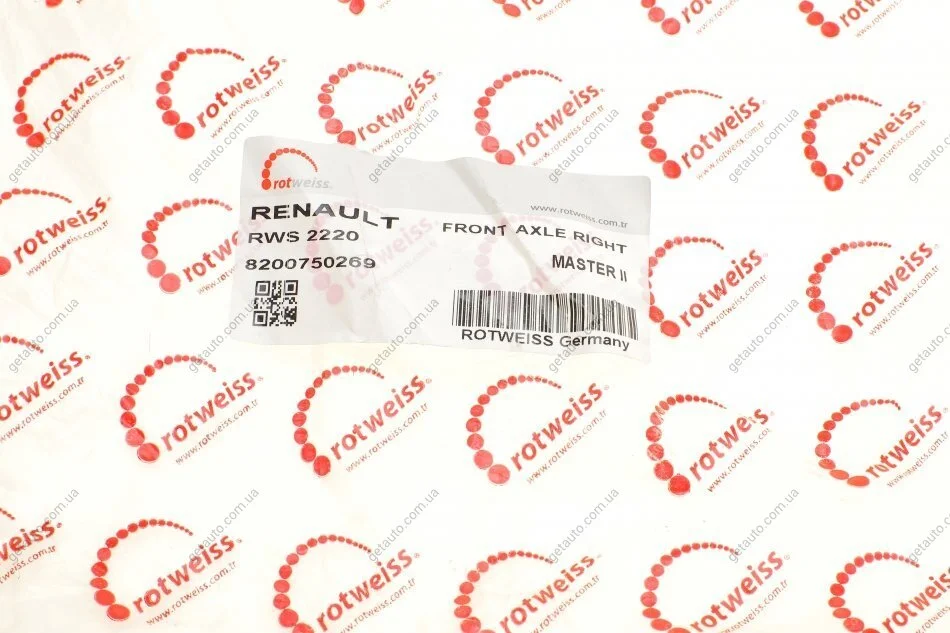 rotweiss.
www.rotweiss.com.tr
RENAULT
FRONT AXLE RIGHT
RWS 2220
MASTER II
8200750269
ROTWEISS Germany
rotweiss
www.rotweiss.com.tr
getauto.com.ua